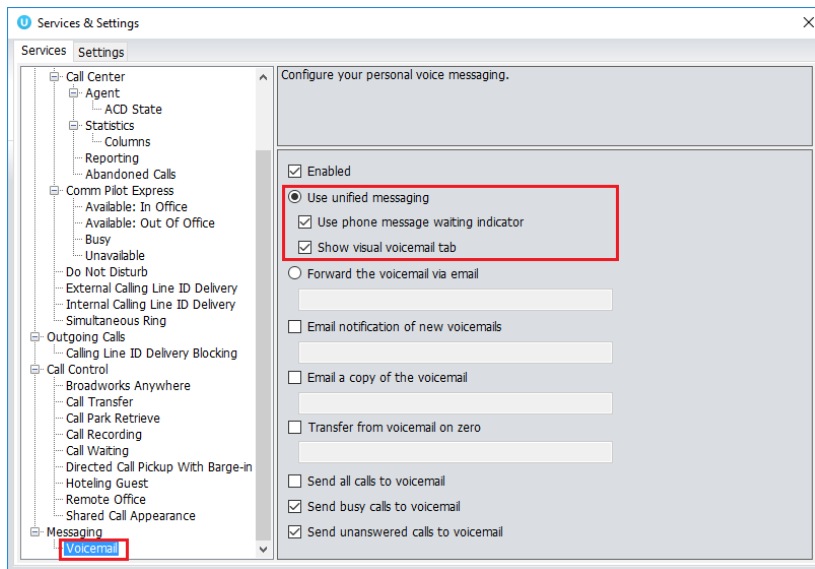 Services & Settings
Services Settings
Call Center
Agent
ACD State
Statistics
Columns
Reporting
Abandoned Calls
Comm Pilot Express
Available: In Office
Available: Out Of Office
Busy
Unavailable
Do Not Disturb
External Calling Line ID Delivery
Internal Calling Line ID Delivery
Simultaneous Ring
Outgoing Calls
Calling Line ID Delivery Blocking
Call Control
Broadworks Anywhere
Call Transfer
Call Park Retrieve
Call Recording
Call Waiting
Directed Call Pickup With Barge-in
Hoteling Guest
Remote Office
Shared Call Appearance
Messaging
Voicemail
Configure your personal voice messaging.
Enabled
Use unified messaging
Use phone message waiting indicator
Show visual voicemail tab
Forward the voicemail via email
Email notification of new voicemails
Email a copy of the voicemail
Transfer from voicemail on zero
Send all calls to voicemail
Send busy calls to voicemail
Send unanswered calls to voicemail